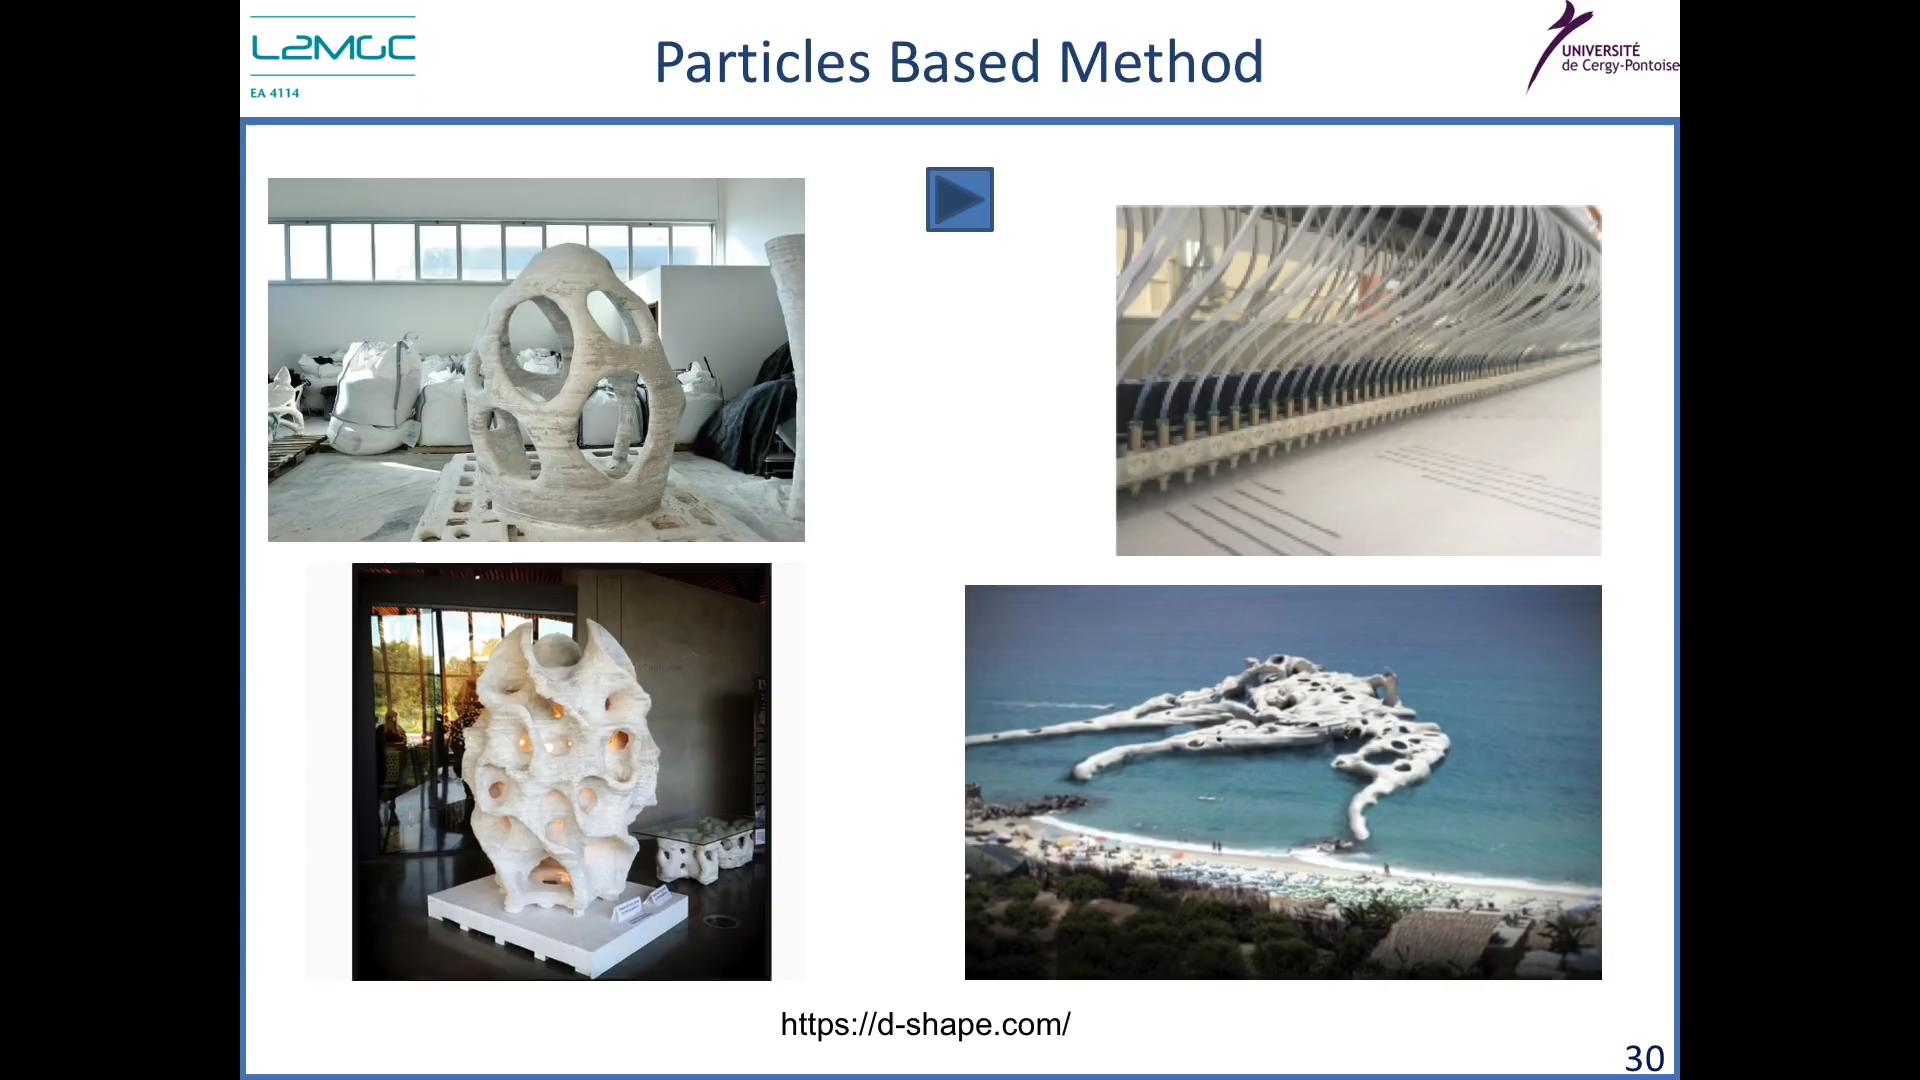 L2MGC
EA 4114
Particles Based Method
UNIVERSITÉ
de Cergy-Pontoise
https://d-shape.com/
30